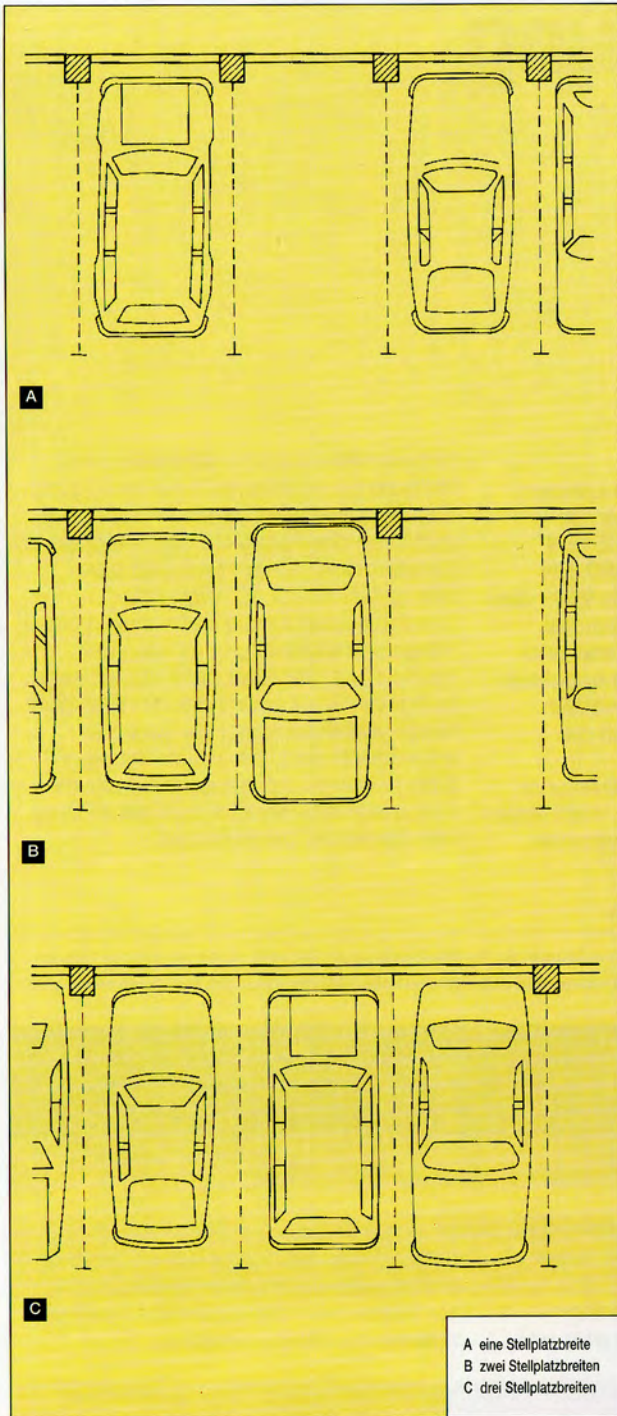 A
B
C
A eine Stellplatzbreite
B zwei Stellplatzbreiten
C drei Stellplatzbreiten